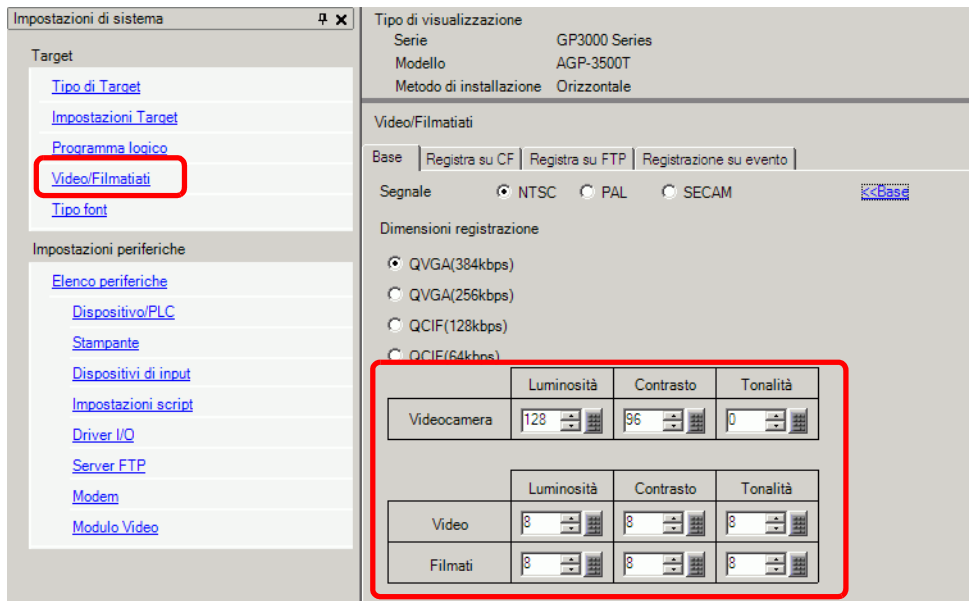 Impostazioni di sistema
Target
Tipo di Target
Impostazioni Target
Programma logico
Video/Filmatiati
Tipo font
Impostazioni periferiche
Elenco periferiche
Dispositivo/PLC
Stampante
Dispositivi di input
Impostazioni script
Driver I/O
Server FTP
Modem
Modulo Video
Tipo di visualizzazione
Serie GP3000 Series
Modello AGP-3500T
Metodo di installazione Orizzontale
Video/Filmatiati
Base Registra su CF Registra su FTP Registrazione su evento
Segnale NTSC PAL SECAM <<Base
Dimensioni registrazione
QVGA(384kbps)
QVGA(256kbps)
QCIF(128kbps)
QCIF(64kbps)
Luminosità Contrasto Tonalità
Videocamera 128 96 0
Luminosità Contrasto Tonalità
Video 8 8 8
Filmati 8 8 8